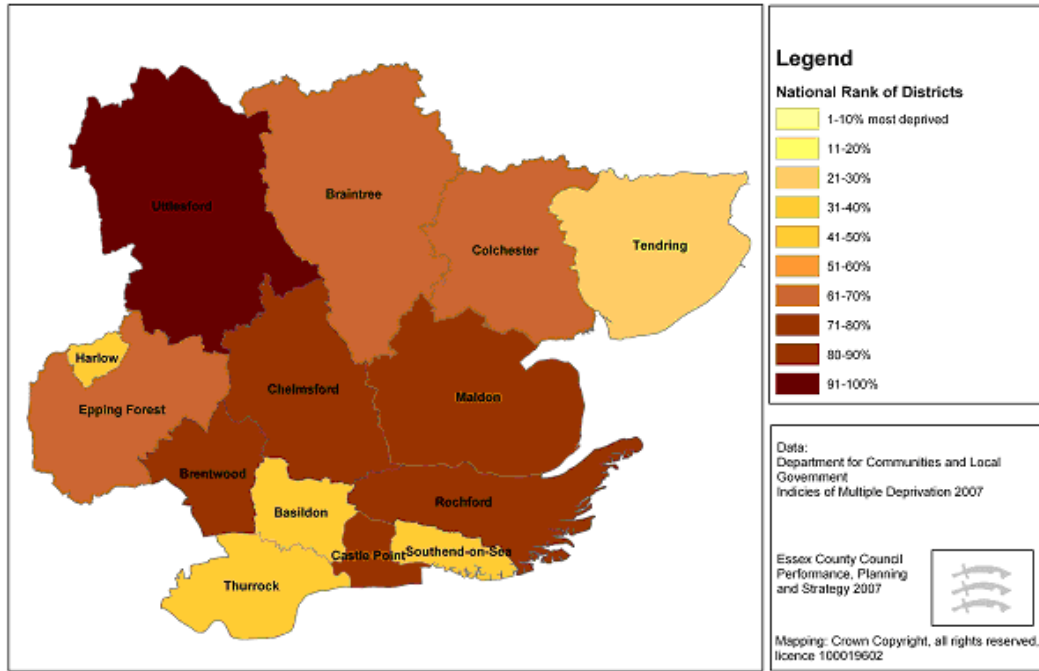 Uttlesford
Braintree
Colchester
Tendring
Harlow
Epping Forest
Chelmsford
Maldon
Brentwood
Basildon
Rochford
Castle Point
Southend-on-Sea
Thurrock
Legend
National Rank of Districts
1-10% most deprived
11-20%
21-30%
31-40%
41-50%
51-60%
61-70%
71-80%
80-90%
91-100%
Data:
Department for Communities and Local
Government
Indicies of Multiple Deprivation 2007
Essex County Council
Performance, Planning
and Strategy 2007
Mapping: Crown Copyright, all rights reserved,
licence 100019602